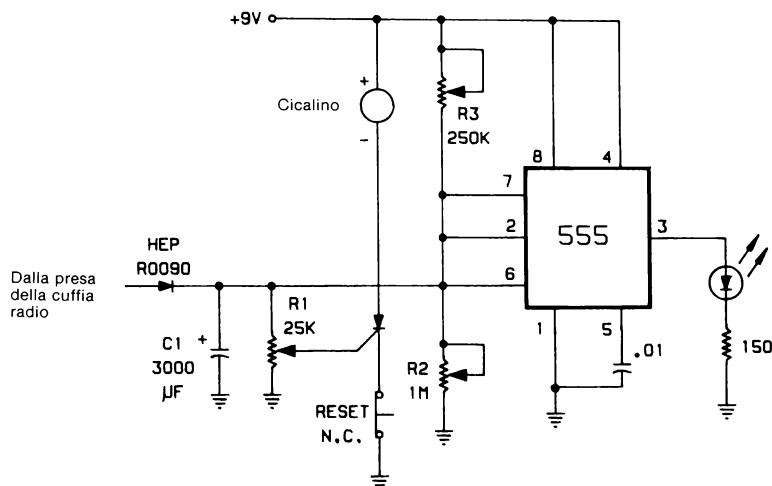 +9V
+
Cicalino
-
R3
250K
8
4
7
2
555
3
6
HEP
R0090
Dalla presa
della cuffia
radio
R1
25K
C1
+
3000
µF
R2
1M
1
5
.01
150
RESET
N.C.